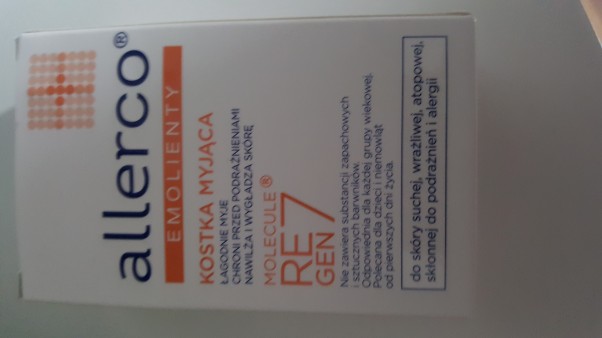 allerco®
EMOLIENTY
KOSTKA MYJĄCA
ŁAGODNIE MYJE
CHRONI PRZED PODRAŻNIENIAMI
NAWILŻA I WYGŁADZA SKÓRĘ
MOLECULE®
RE
GEN 7
Nie zawiera substancji zapachowych
i sztucznych barwników.
Odpowiednia dla każdej grupy wiekowej.
Polecana dla dzieci i niemowląt
od pierwszych dni życia.
do skóry suchej, wrażliwej, atopowej,
skłonnej do podrażnień i alergii